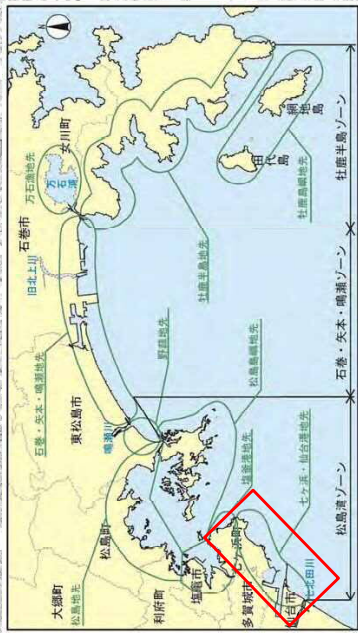 牡鹿半島ゾーン
石巻・矢本・鳴瀬ゾーン
松島湾ゾーン
女川町
万石浦地先
万石浦
石巻市
旧北上川
網地島
田代島
牡鹿島嶼地先
牡鹿半島地先
石巻・矢本・鳴瀬地先
東松島市
鳴瀬川
野蒜地先
松島島嶼地先
塩釜港地先
七ヶ浜・仙台港地先
大郷町
松島町
松島地先
利府町
塩竈市
七ヶ浜町
多賀城市
仙台市
七北田川